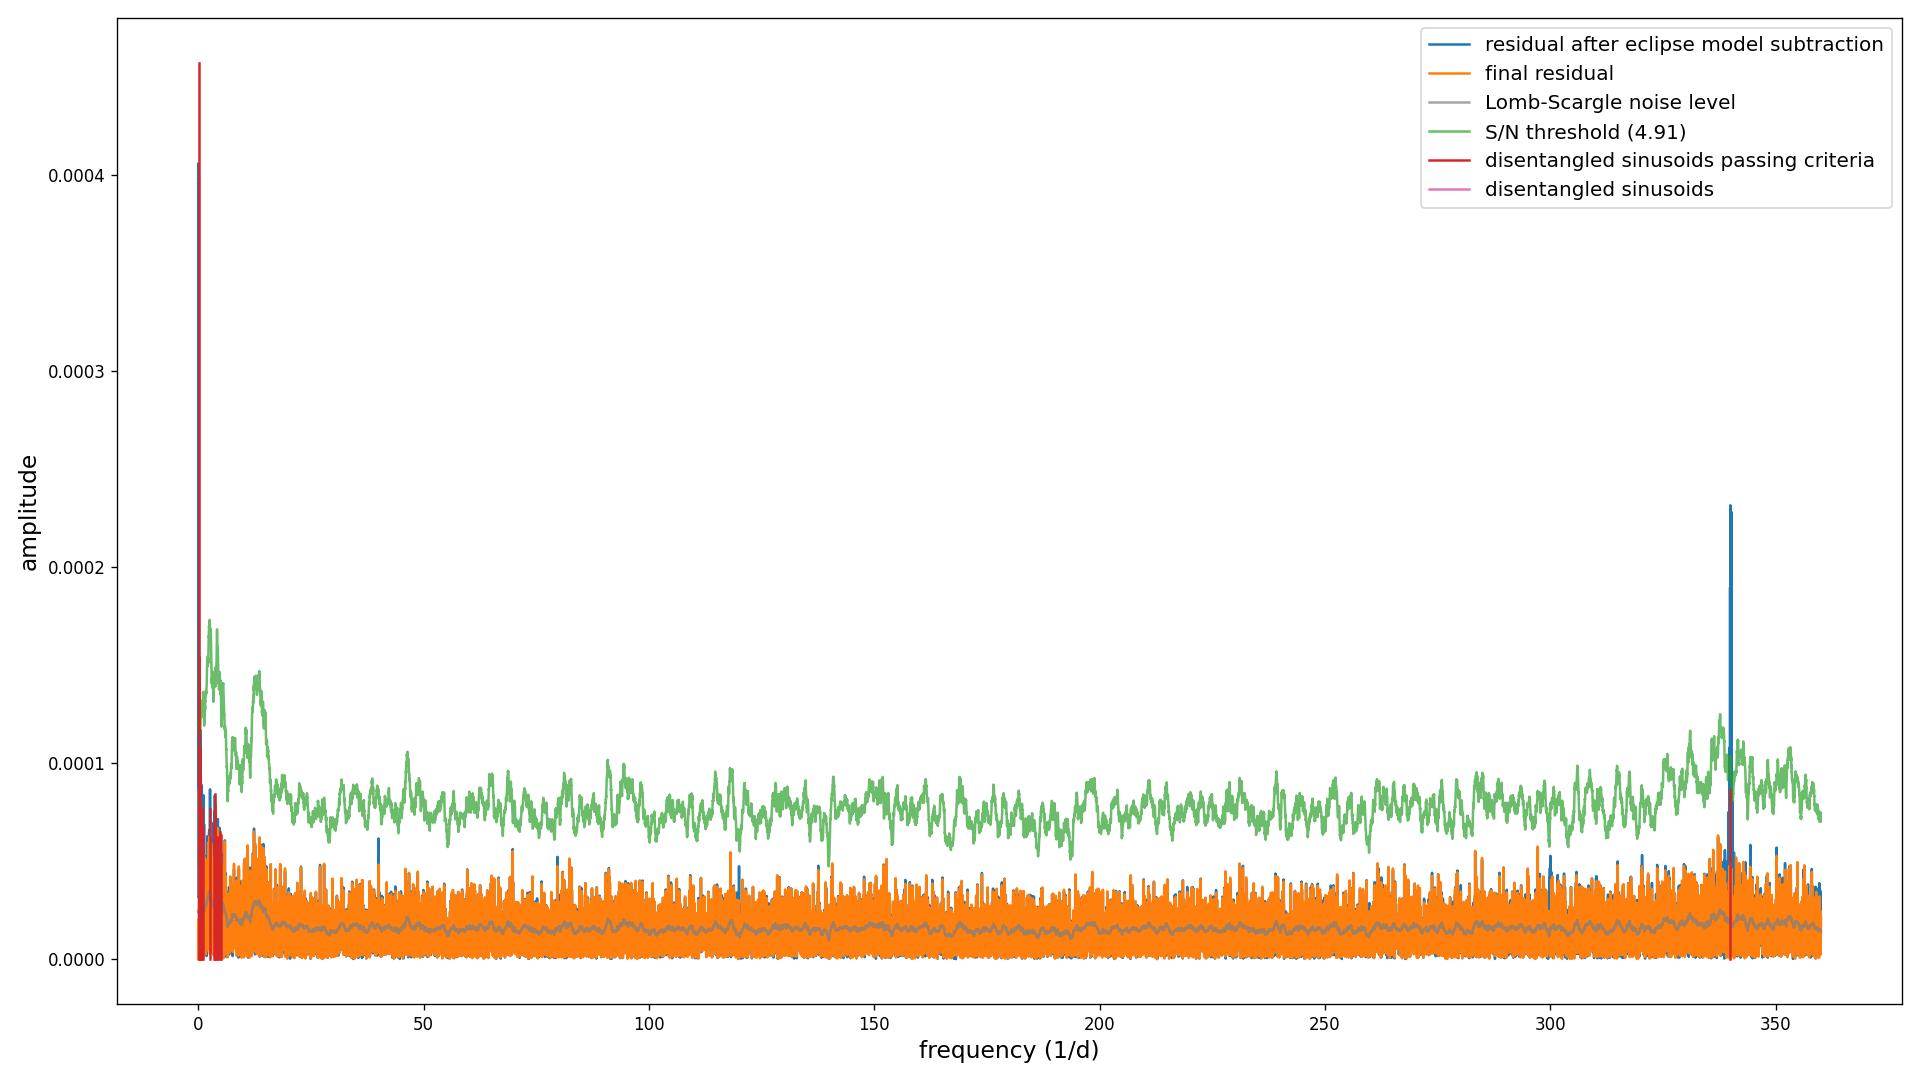 residual after eclipse model subtraction
final residual
Lomb-Scargle noise level
S/N threshold (4.91)
disentangled sinusoids passing criteria
disentangled sinusoids
amplitude
0.0004
0.0003
0.0002
0.0001
0.0000
0 50 100 150 200 250 300 350
frequency (1/d)